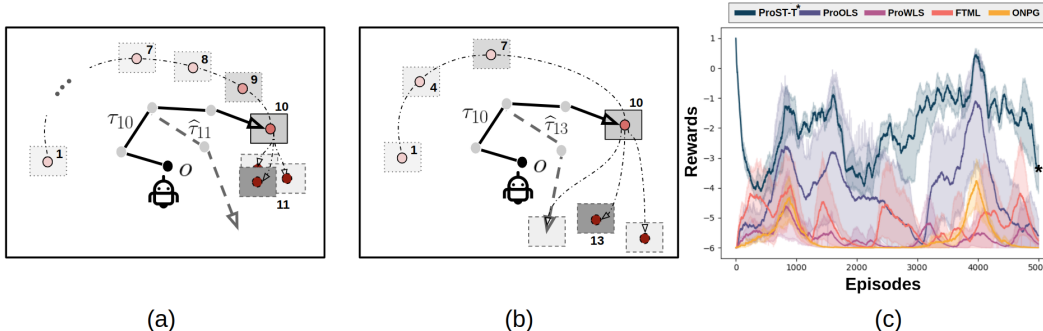 7
8
9
10
τ10
τ̂11
O
1
11
(a)
7
4
10
τ10
τ̂13
O
1
13
(b)
ProST-T* ProOLS ProWLS FTML ONPG
Rewards
1
0
−1
−2
−3
−4
−5
−6
*
0 1000 2000 3000 4000 5000
Episodes
(c)